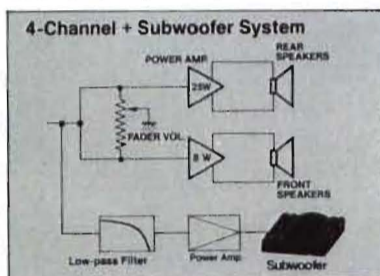 4-Channel + Subwoofer System
POWER AMP.
REAR
SPEAKERS
25W
FADER VOL.
8 W
FRONT
SPEAKERS
Low-pass Filter
Power Amp.
Subwoofer